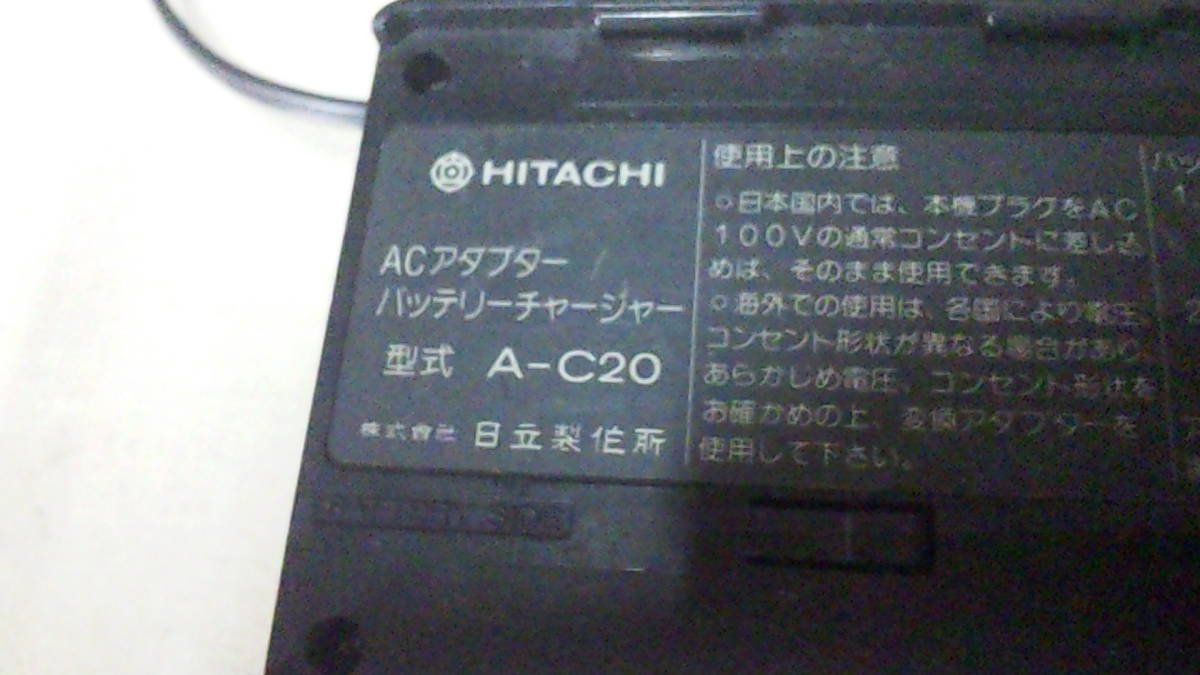 HITACHI
ACアダプター
バッテリーチャージャー
型式 A-C20
株式會社 日立製作所
使用上の注意
○日本国内では、本機プラグをAC
100Vの通常コンセントに差し込
めば、そのまま使用できます。
○海外での使用は、各国により電圧、
コンセント形状が異なる場合があり、
あらかじめ電圧、コンセント形状を
お確かめの上、変換アダプターを
使用して下さい。
バッ